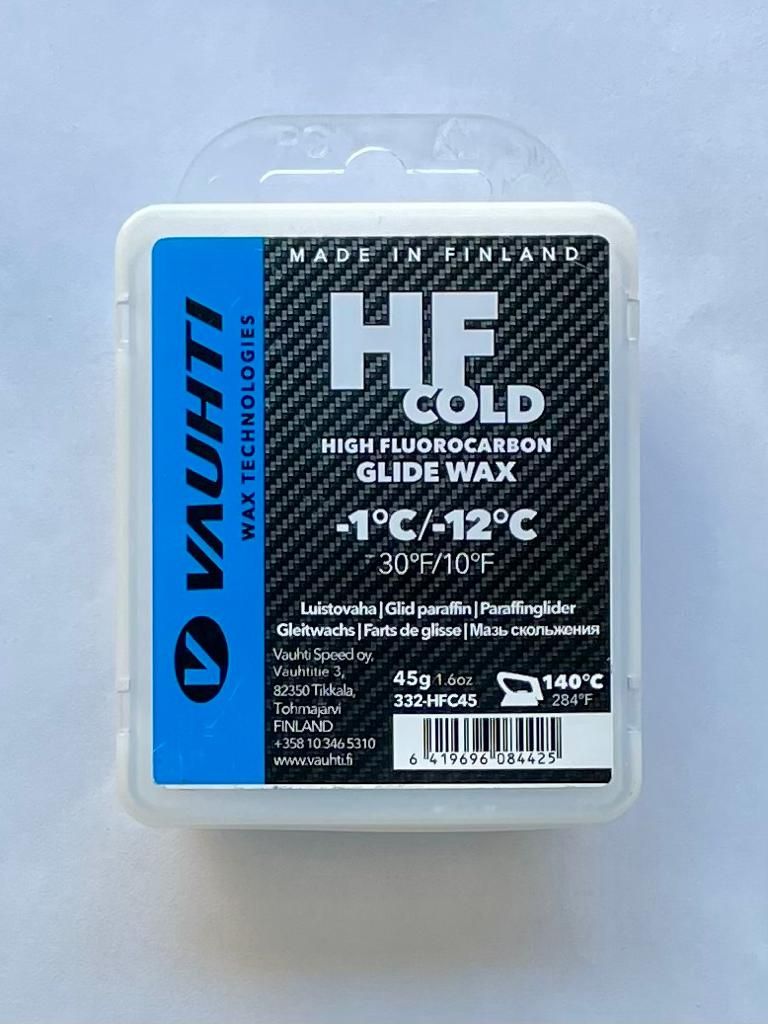 MADE IN FINLAND
VAUHTI
WAX TECHNOLOGIES
HF
COLD
HIGH FLUOROCARBON
GLIDE WAX
-1°C/-12°C
30°F/10°F
Luistovaha | Glid paraffin | Paraffinglider
Gleitwachs | Farts de glisse | Мазь скольжения
Vauhti Speed oy,
Vauhtitie 3,
82350 Tikkala,
Tohmajärvi
FINLAND
+358 10 346 5310
www.vauhti.fi
45g 1.6oz
332-HFC45
140°C
284°F
6 419696 084425